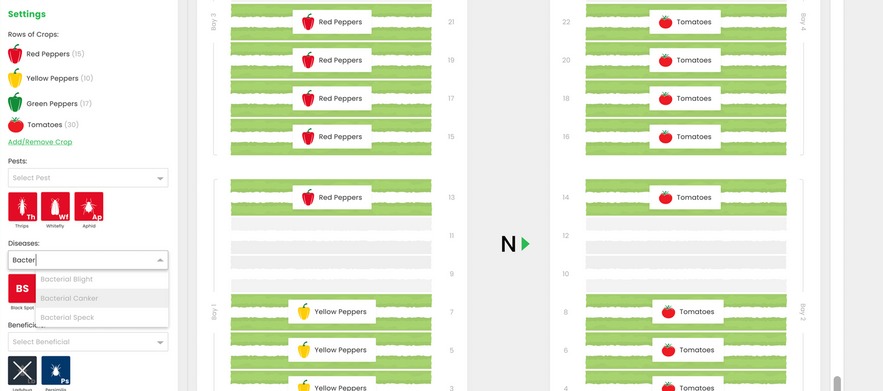 Settings
Rows of Crops:
Red Peppers (15)
Yellow Peppers (10)
Green Peppers (17)
Tomatoes (30)
Add/Remove Crop
Pests:
Select Pest
Th
Wf
Ap
Thrips
Whitefly
Aphid
Diseases:
Bacter
Bacterial Blight
Bacterial Canker
Bacterial Speck
BS
Black Spot
Benefici
Select Beneficial
Ps
Ladybug
Persimilis
Bay 3
Red Peppers
21
Red Peppers
19
Red Peppers
17
Red Peppers
15
Red Peppers
13
11
9
Bay 1
Yellow Peppers
7
Yellow Peppers
5
Yellow Peppers
3
N
22
Tomatoes
Bay 4
20
Tomatoes
18
Tomatoes
16
Tomatoes
14
Tomatoes
12
10
8
Tomatoes
Bay 2
6
Tomatoes
4
Tomatoes